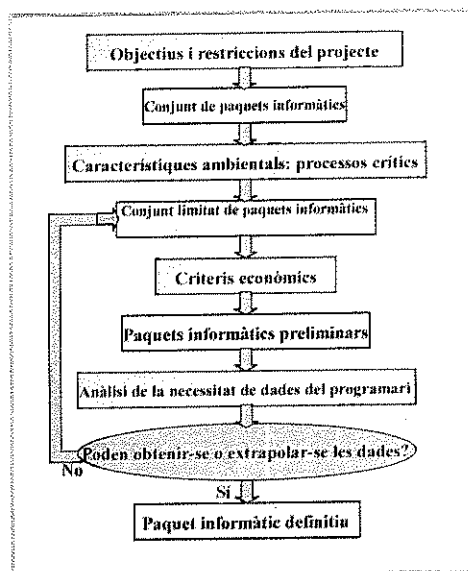 Objectius i restriccions del projecte
Conjunt de paquets informàtics
Característiques ambientals: processos crítics
Conjunt limitat de paquets informàtics
Criteris econòmics
Paquets informàtics preliminars
Anàlisi de la necessitat de dades del programari
Poden obtenir-se o extrapolar-se les dades?
No
Sí
Paquet informàtic definitiu